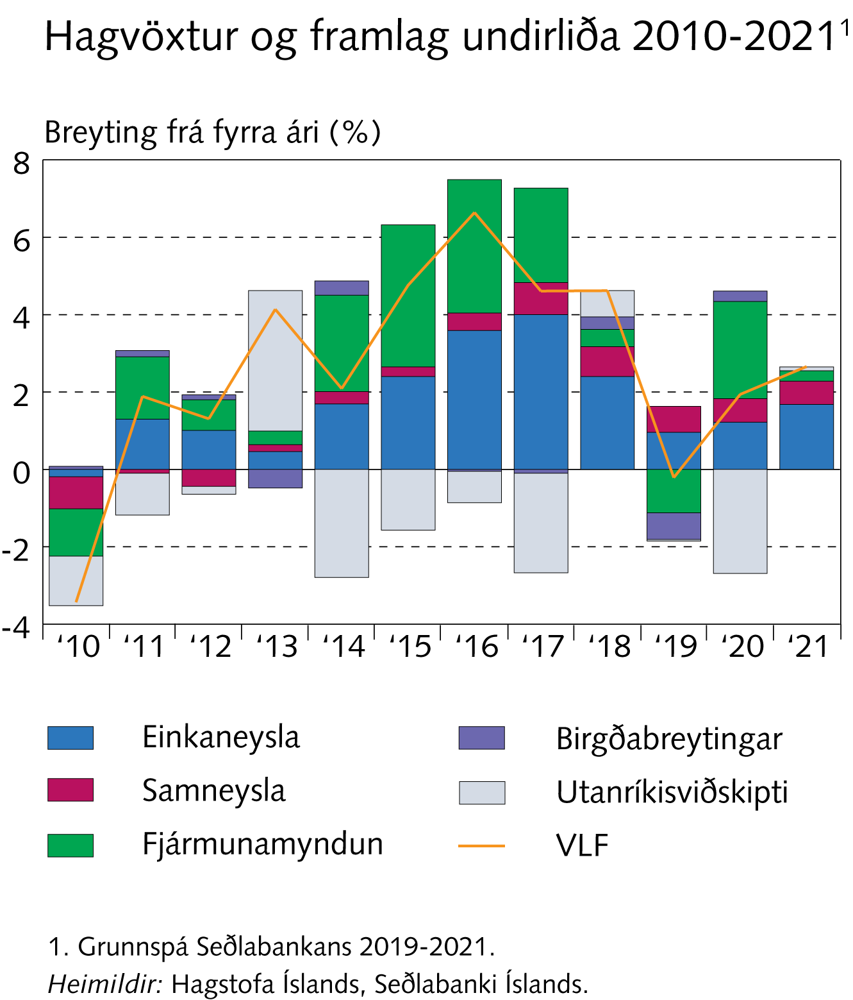 Hagvöxtur og framlag undirliða 2010-2021¹
Breyting frá fyrra ári (%)
8
6
4
2
0
-2
-4
‘10 ‘11 ‘12 ‘13 ‘14 ‘15 ‘16 ‘17 ‘18 ‘19 ‘20 ‘21
Einkaneysla
Samneysla
Fjármunamyndun
Birgðabreytingar
Utanríkisviðskipti
VLF
1. Grunnspá Seðlabankans 2019-2021.
Heimildir: Hagstofa Íslands, Seðlabanki Íslands.